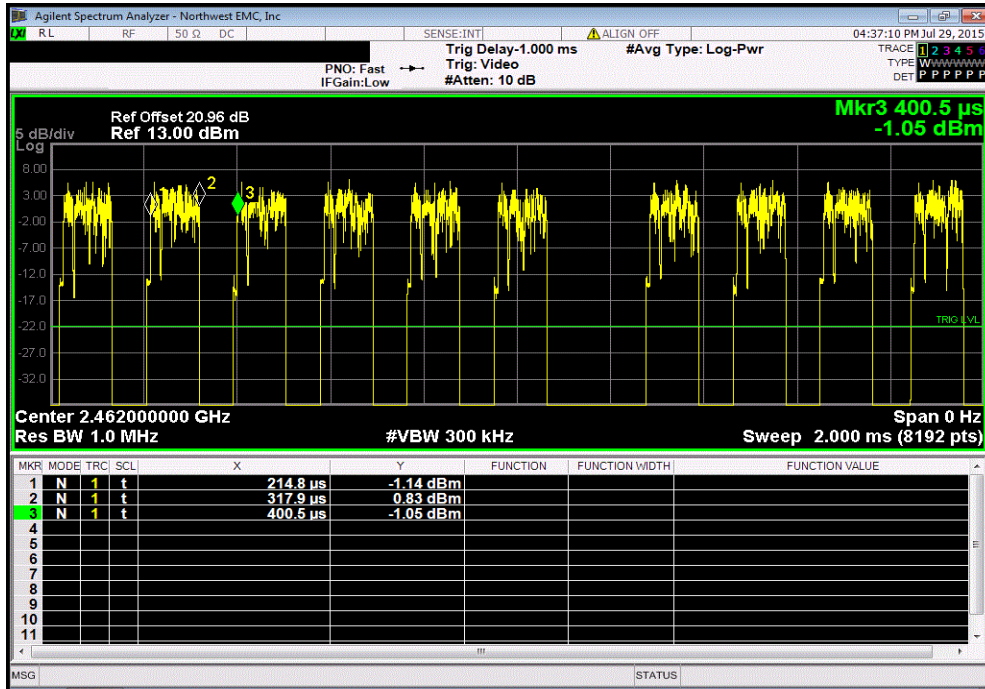 Agilent Spectrum Analyzer - Northwest EMC, Inc
LXI RL RF 50 Ω DC SENSE:INT ALIGN OFF 04:37:10 PM Jul 29, 2015
Trig Delay-1.000 ms #Avg Type: Log-Pwr TRACE 1 2 3 4 5 6
PNO: Fast Trig: Video TYPE WWWWWW
IFGain:Low #Atten: 10 dB DET P P P P P P
Mkr3 400.5 µs
-1.05 dBm
Ref Offset 20.96 dB
5 dB/div Ref 13.00 dBm
Log
8.00
3.00
-2.00
-7.00
-12.0
-17.0
-22.0
-27.0
-32.0
1
2
3
TRIG LVL
Center 2.462000000 GHz Span 0 Hz
Res BW 1.0 MHz #VBW 300 kHz Sweep 2.000 ms (8192 pts)
MKR MODE TRC SCL X Y FUNCTION FUNCTION WIDTH FUNCTION VALUE
1 N 1 t 214.8 µs -1.14 dBm
2 N 1 t 317.9 µs 0.83 dBm
3 N 1 t 400.5 µs -1.05 dBm
4
5
6
7
8
9
10
11
MSG STATUS